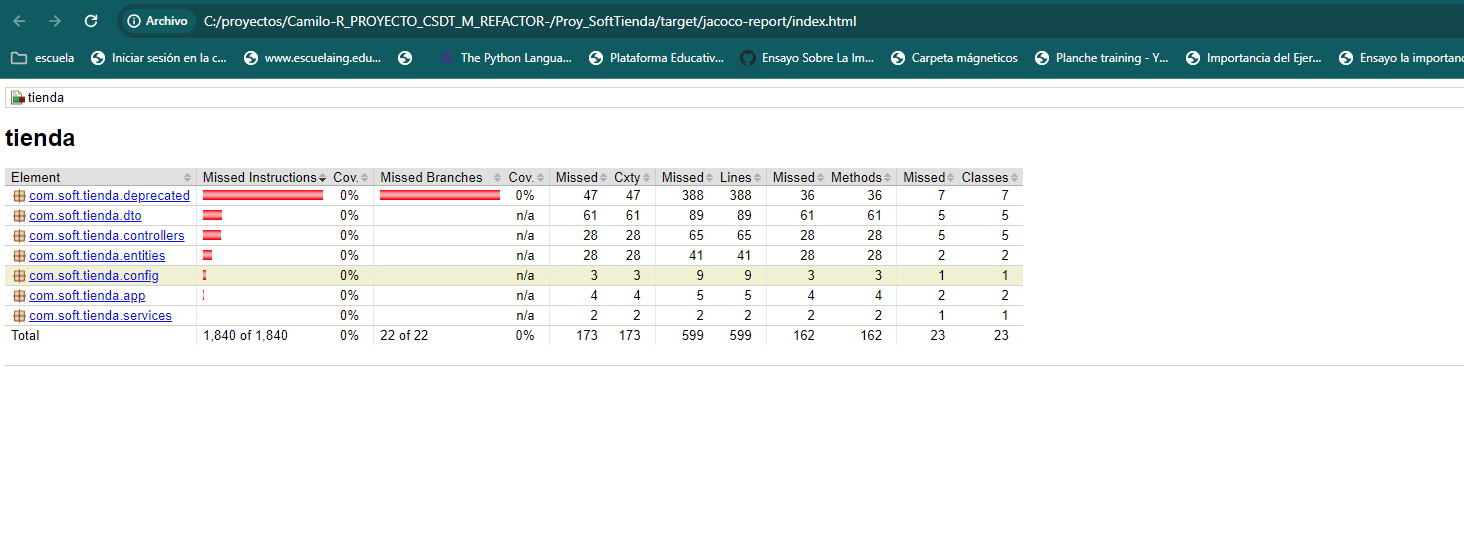 Archivo C:/proyectos/Camilo-R_PROYECTO_CSDT_M_REFACTOR-/Proy_SoftTienda/target/jacoco-report/index.html
escuela Iniciar sesión en la c... www.escuelaing.edu... The Python Langua... Plataforma Educativ... Ensayo Sobre La Im... Carpeta mágneticos Planche training - Y... Importancia del Ejer... Ensayo la importanc
tienda
tienda
Element Missed Instructions Cov. Missed Branches Cov. Missed Cxty Missed Lines Missed Methods Missed Classes
com.soft.tienda.deprecated 0% 0% 47 47 388 388 36 36 7 7
com.soft.tienda.dto 0% n/a 61 61 89 89 61 61 5 5
com.soft.tienda.controllers 0% n/a 28 28 65 65 28 28 5 5
com.soft.tienda.entities 0% n/a 28 28 41 41 28 28 2 2
com.soft.tienda.config 0% n/a 3 3 9 9 3 3 1 1
com.soft.tienda.app 0% n/a 4 4 5 5 4 4 2 2
com.soft.tienda.services 0% n/a 2 2 2 2 2 2 1 1
Total 1,840 of 1,840 0% 22 of 22 0% 173 173 599 599 162 162 23 23